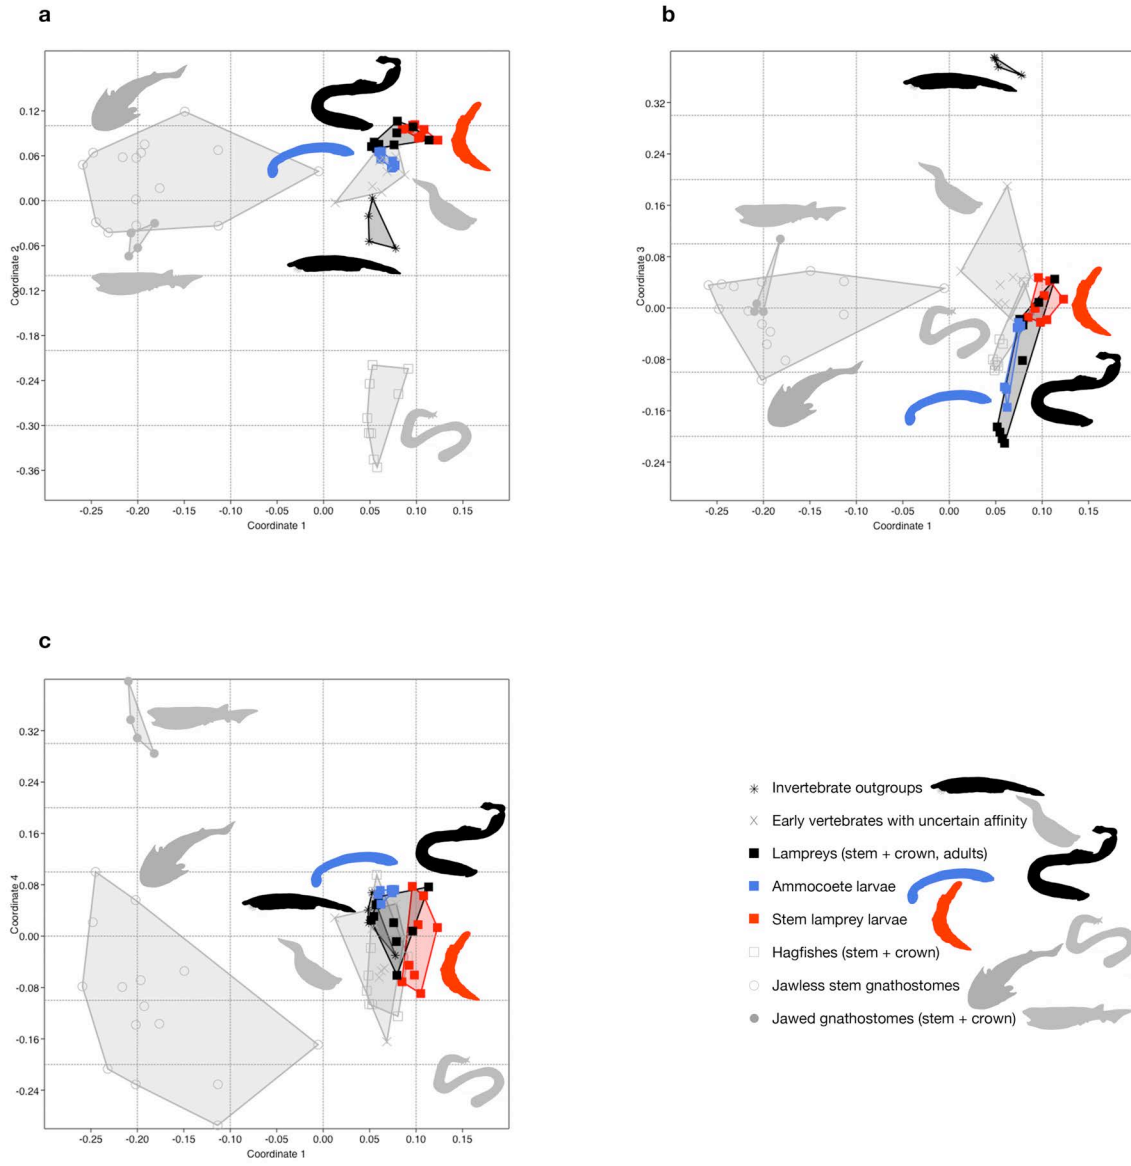 a
0.12
0.06
0.00
-0.06
-0.12
-0.18
-0.24
-0.30
-0.36
Coordinate 2
-0.25 -0.20 -0.15 -0.10 -0.05 0.00 0.05 0.10 0.15
Coordinate 1
b
0.32
0.24
0.16
0.08
0.00
-0.08
-0.16
-0.24
Coordinate 3
-0.25 -0.20 -0.15 -0.10 -0.05 0.00 0.05 0.10 0.15
Coordinate 1
c
0.32
0.24
0.16
0.08
0.00
-0.08
-0.16
-0.24
Coordinate 4
-0.25 -0.20 -0.15 -0.10 -0.05 0.00 0.05 0.10 0.15
Coordinate 1
Invertebrate outgroups
Early vertebrates with uncertain affinity
Lampreys (stem + crown, adults)
Ammocoete larvae
Stem lamprey larvae
Hagfishes (stem + crown)
Jawless stem gnathostomes
Jawed gnathostomes (stem + crown)